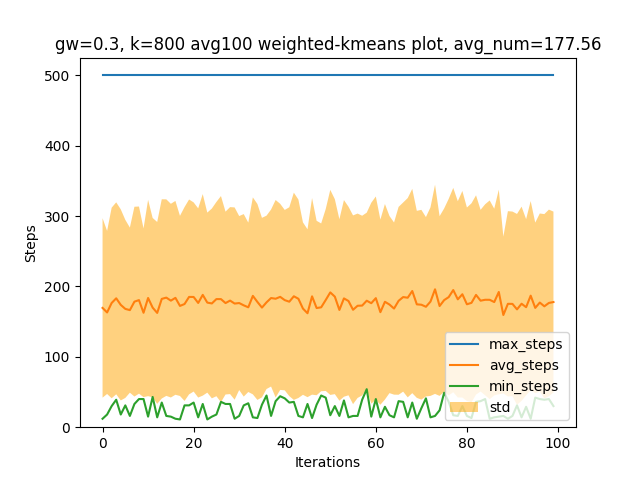 gw=0.3, k=800 avg100 weighted-kmeans plot, avg_num=177.56
500
400
300
200
100
0
Steps
max_steps
avg_steps
min_steps
std
0 20 40 60 80 100
Iterations